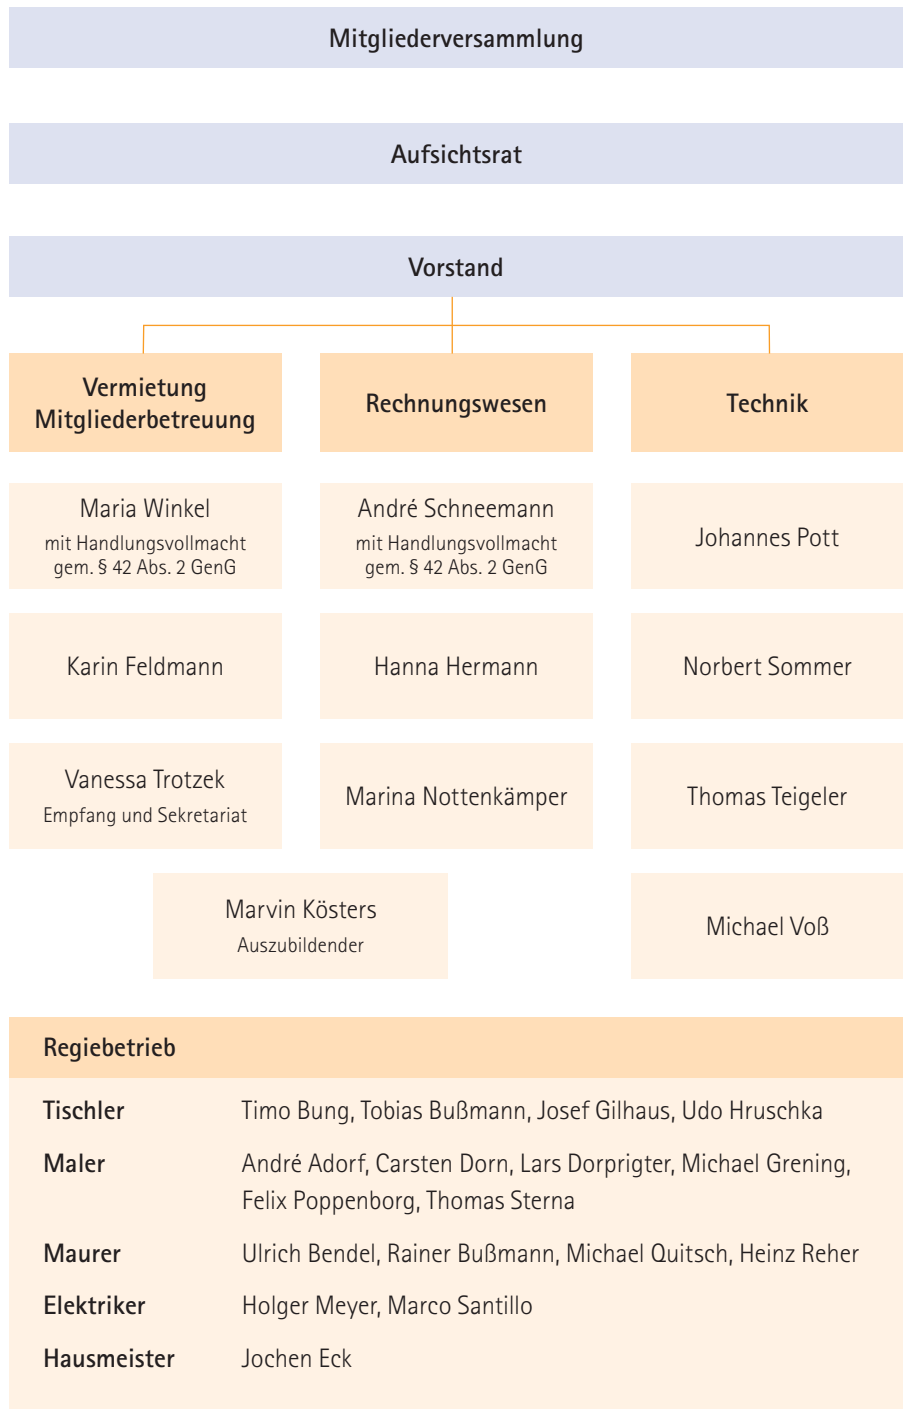 Mitgliederversammlung
Aufsichtsrat
Vorstand
Vermietung
Mitgliederbetreuung
Rechnungswesen
Technik
Maria Winkel
mit Handlungsvollmacht
gem. § 42 Abs. 2 GenG
André Schneemann
mit Handlungsvollmacht
gem. § 42 Abs. 2 GenG
Johannes Pott
Karin Feldmann
Hanna Hermann
Norbert Sommer
Vanessa Trotzek
Empfang und Sekretariat
Marina Nottenkämper
Thomas Teigeler
Marvin Kösters
Auszubildender
Michael Voß
Regiebetrieb
Tischler Timo Bung, Tobias Bußmann, Josef Gilhaus, Udo Hruschka
Maler André Adorf, Carsten Dorn, Lars Dorprigter, Michael Grening,
Felix Poppenborg, Thomas Sterna
Maurer Ulrich Bendel, Rainer Bußmann, Michael Quitsch, Heinz Reher
Elektriker Holger Meyer, Marco Santillo
Hausmeister Jochen Eck